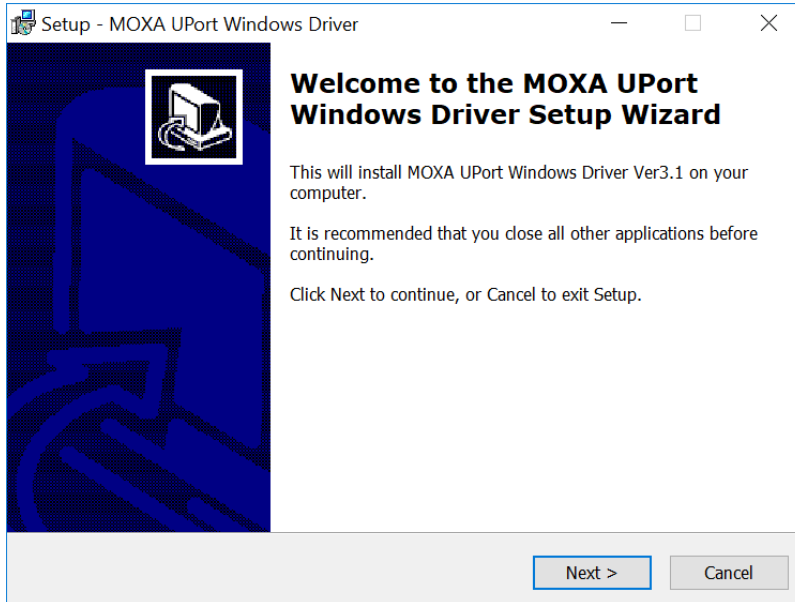 Setup - MOXA UPort Windows Driver
Welcome to the MOXA UPort
Windows Driver Setup Wizard
This will install MOXA UPort Windows Driver Ver3.1 on your
computer.
It is recommended that you close all other applications before
continuing.
Click Next to continue, or Cancel to exit Setup.
Next >
Cancel